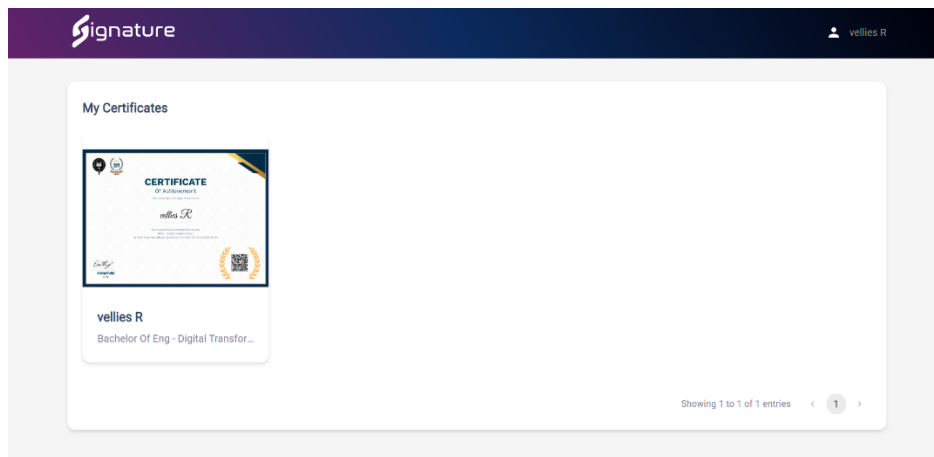 Signature
vellies R
My Certificates
CERTIFICATE
Of Achievement
vellies R
SIGNATURE
vellies R
Bachelor Of Eng - Digital Transfor...
Showing 1 to 1 of 1 entries
1